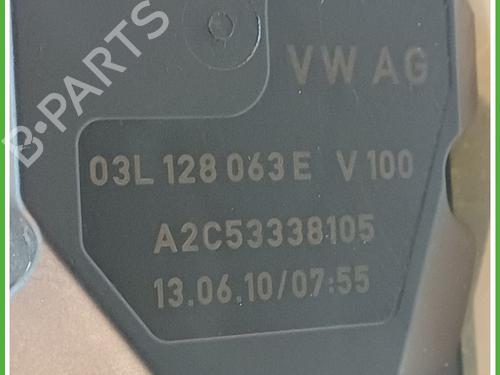 VW AG
B-PARTS
03L 128 063 E V 100
A2C53338105
13.06.10/07:55